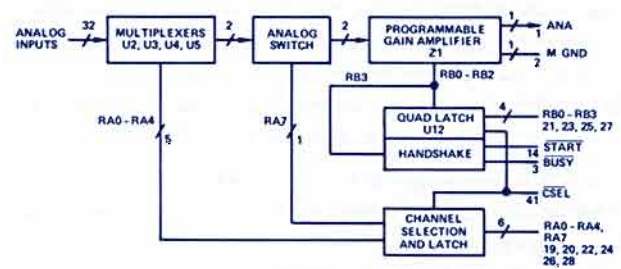 ANALOG
INPUTS
32
MULTIPLEXERS
U2, U3, U4, U5
2
ANALOG
SWITCH
2
PROGRAMMABLE
GAIN AMPLIFIER
Z1
1
ANA
1
1
M GND
2
RB3
RB0 - RB2
RA0 - RA4
5
RA7
1
QUAD LATCH
U12
HANDSHAKE
4
RB0 - RB3
21, 23, 25, 27
START
14
BUSY
3
CSEL
41
CHANNEL
SELECTION
AND LATCH
6
RA0 - RA4,
RA7
19, 20, 22, 24
26, 28